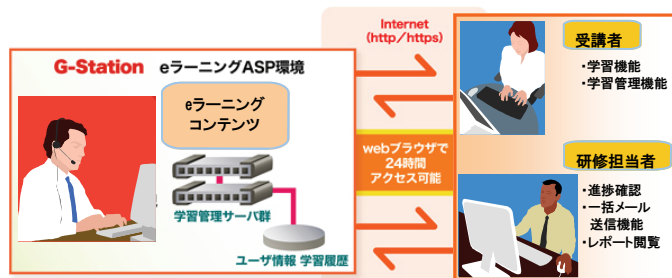 Internet
(http／https)
G-Station eラーニングASP環境
eラーニング
コンテンツ
学習管理サーバ群
ユーザ情報 学習履歴
webブラウザで
24時間
アクセス可能
受講者
・学習機能
・学習管理機能
研修担当者
・進捗確認
・一括メール
送信機能
・レポート閲覧